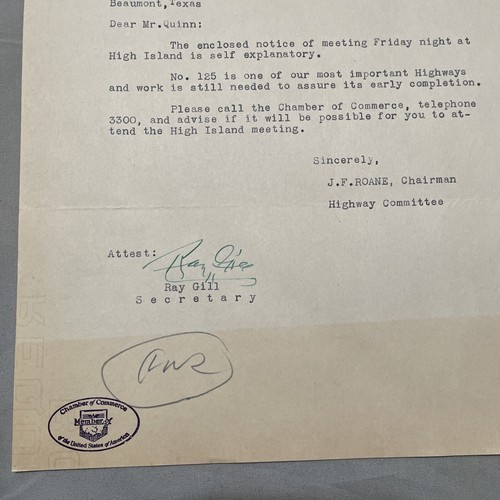 Beaumont, Texas
Dear Mr.Quinn:
The enclosed notice of meeting Friday night at
High Island is self explanatory.
No. 125 is one of our most important Highways
and work is still needed to assure its early completion.
Please call the Chamber of Commerce, telephone
3300, and advise if it will be possible for you to at-
tend the High Island meeting.
Sincerely,
J.F.ROANE, Chairman
Highway Committee
Attest:
Ray Gill
Ray Gill
S e c r e t a r y
Chamber of Commerce
Member of
of the United States of America